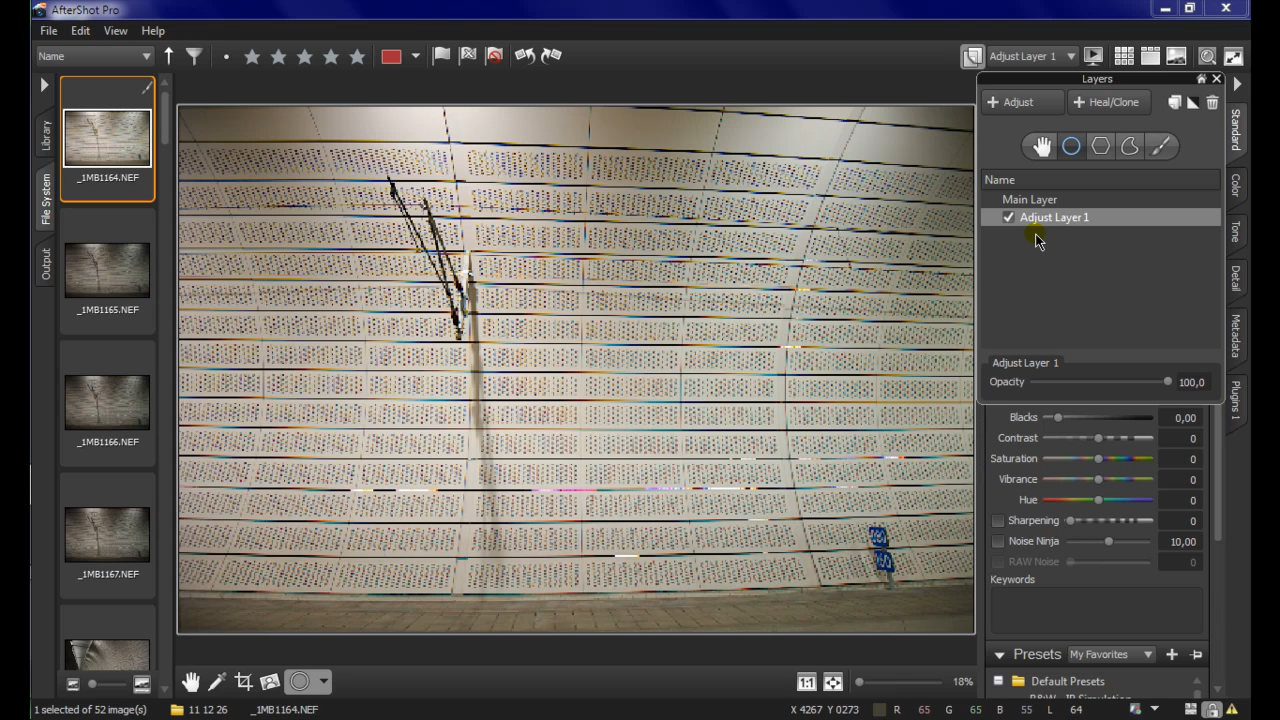 AfterShot Pro
File Edit View Help
Name
Adjust Layer 1
Layers
Adjust
Heal/Clone
Library
File System
Output
_1MB1164.NEF
_1MB1165.NEF
_1MB1166.NEF
_1MB1167.NEF
Name
Main Layer
Adjust Layer 1
Adjust Layer 1
Opacity 100,0
Standard
Color
Tone
Detail
Metadata
Plugins 1
Blacks 0,00
Contrast 0
Saturation 0
Vibrance 0
Hue 0
Sharpening 0
Noise Ninja 10,00
RAW Noise 0
Keywords
Presets My Favorites
Default Presets
1:1
18%
1 selected of 52 image(s) 11 12 26 _1MB1164.NEF X 4267 Y 0273 R 65 G 65 B 55 L 64